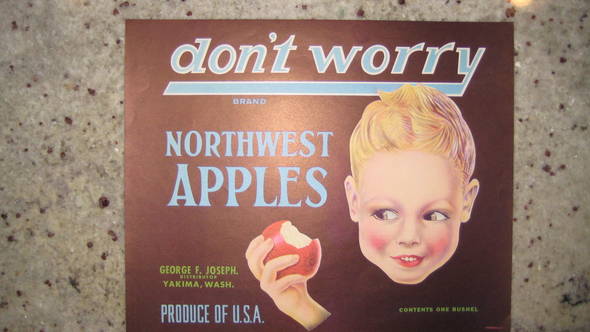 don't worry
BRAND
NORTHWEST
APPLES
GEORGE F. JOSEPH.
DISTRIBUTOR
YAKIMA, WASH.
PRODUCE OF U.S.A.
CONTENTS ONE BUSHEL